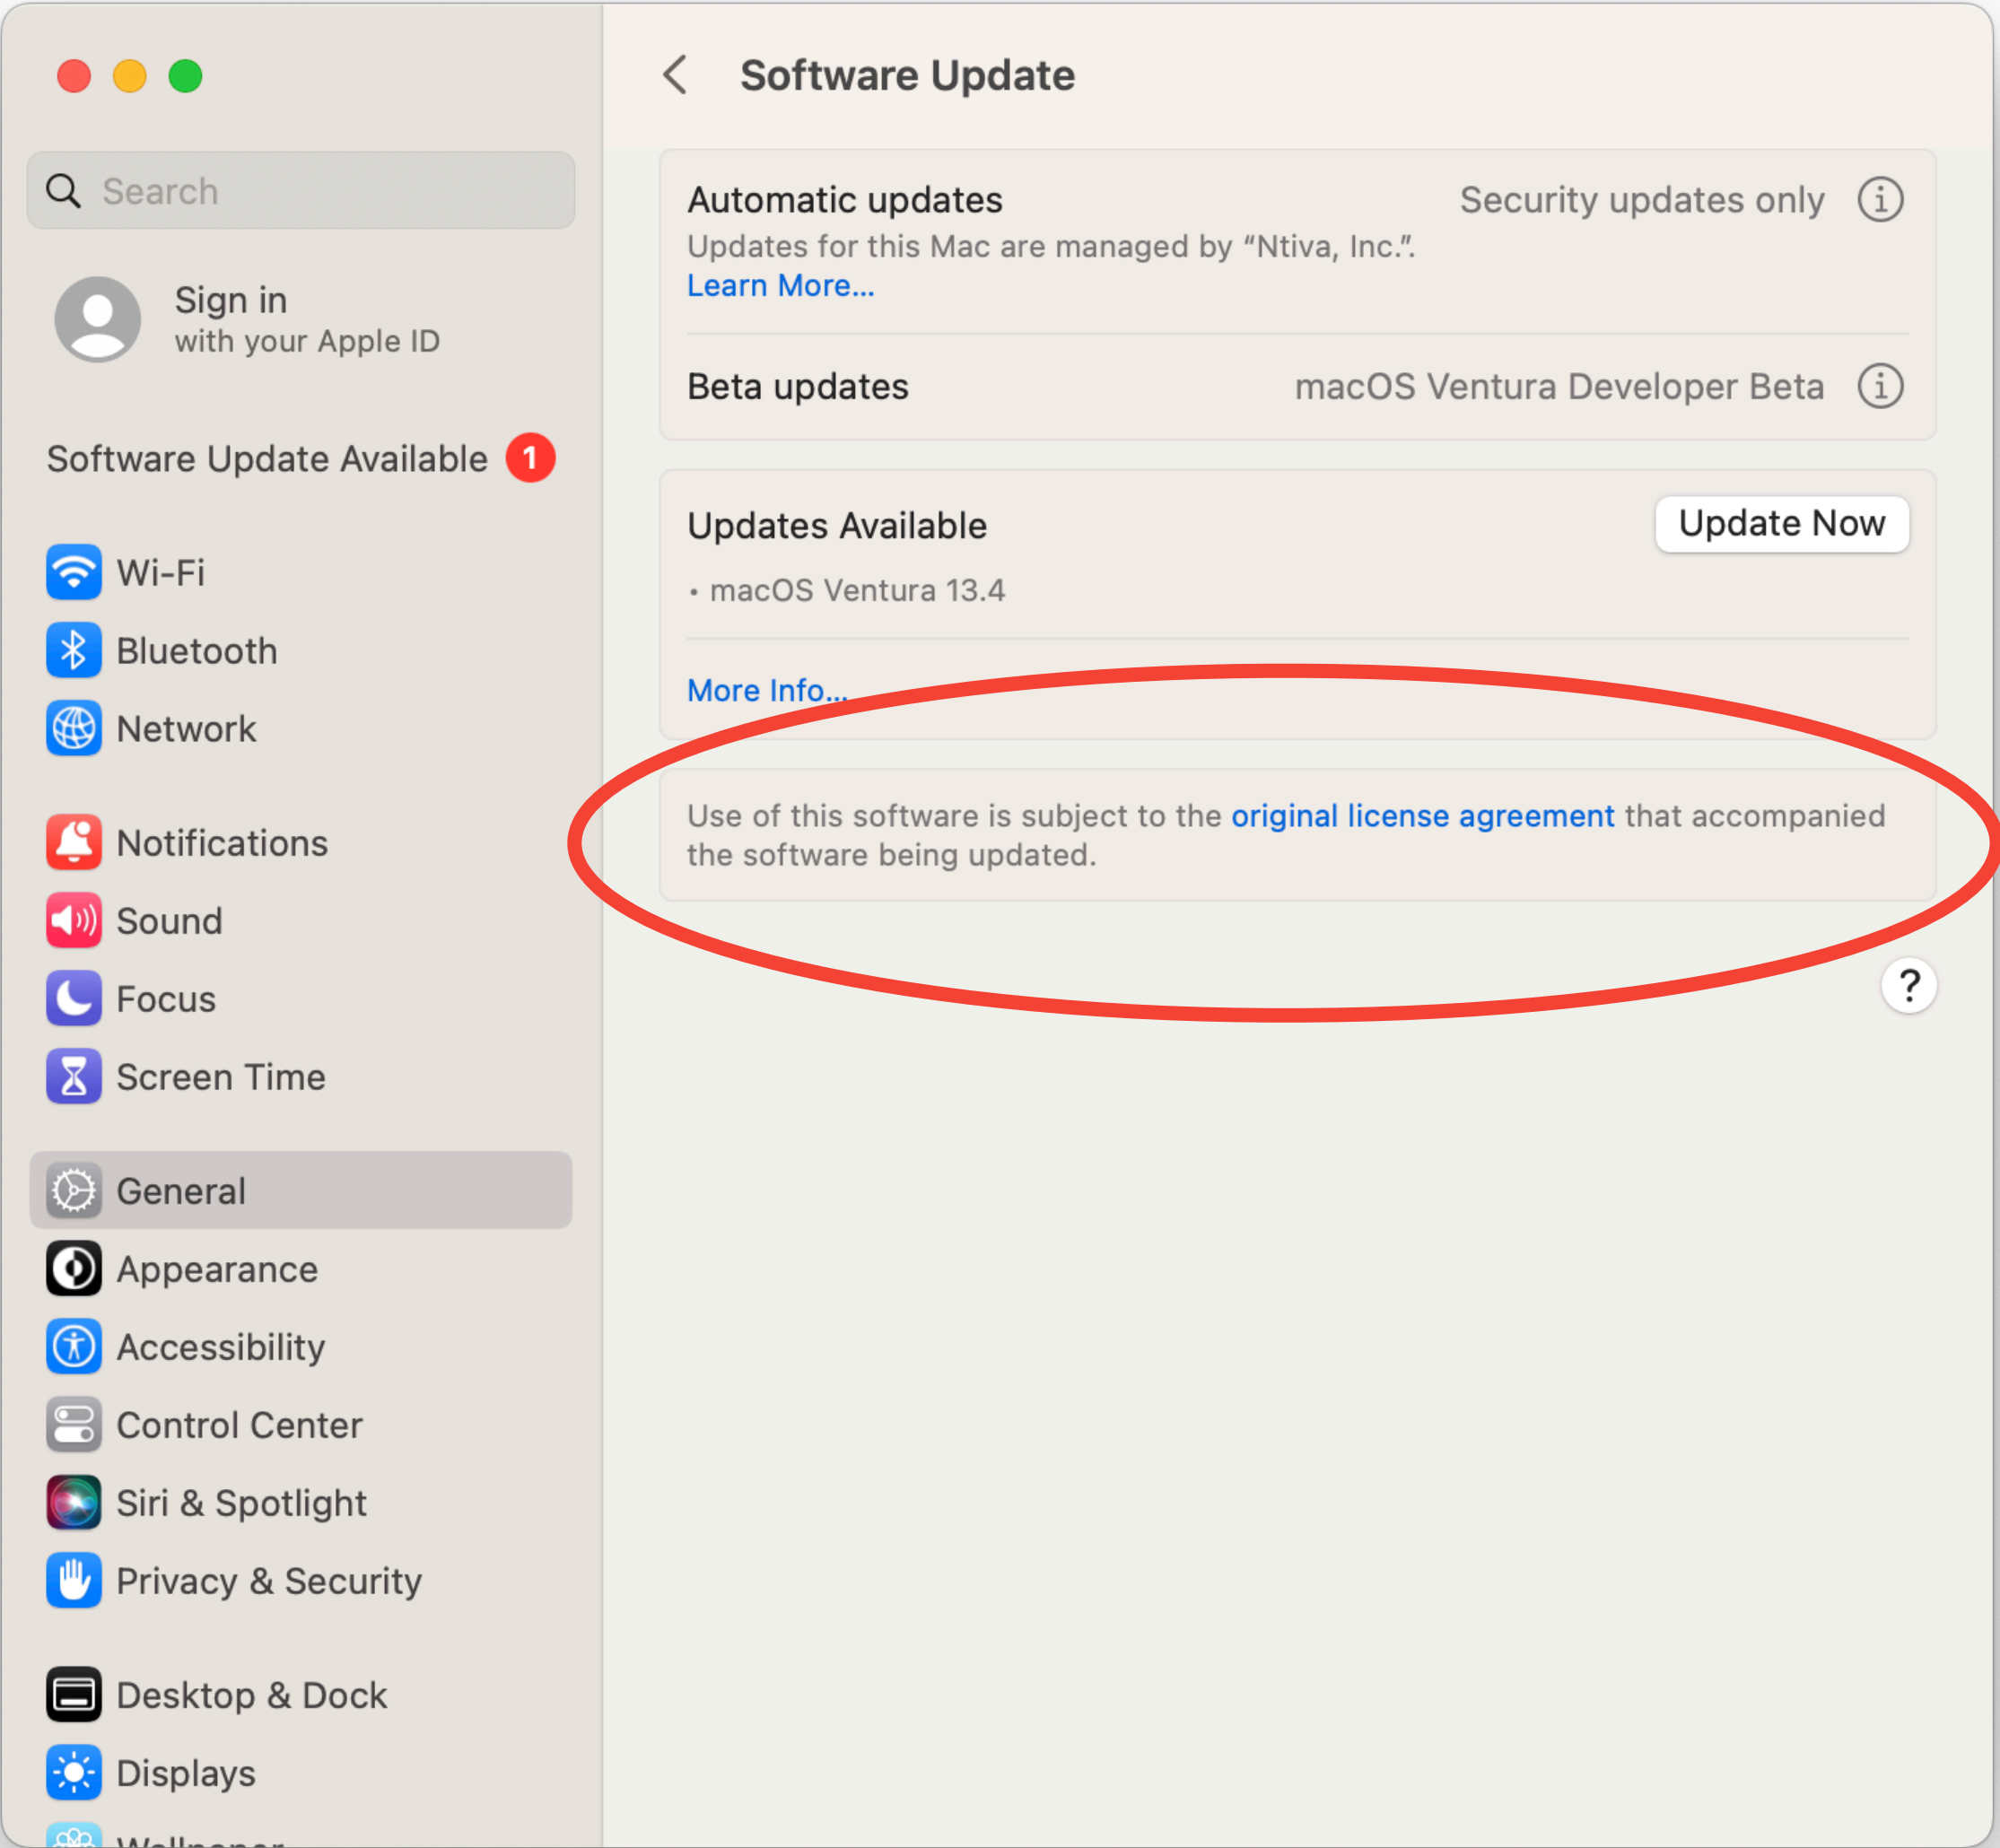 Search
Sign in
with your Apple ID
Software Update Available 1
Wi-Fi
Bluetooth
Network
Notifications
Sound
Focus
Screen Time
General
Appearance
Accessibility
Control Center
Siri & Spotlight
Privacy & Security
Desktop & Dock
Displays
Wallpaper
Software Update
Automatic updates Security updates only
Updates for this Mac are managed by “Ntiva, Inc.”.
Learn More...
Beta updates macOS Ventura Developer Beta
Updates Available Update Now
• macOS Ventura 13.4
More Info...
Use of this software is subject to the original license agreement that accompanied
the software being updated.
?